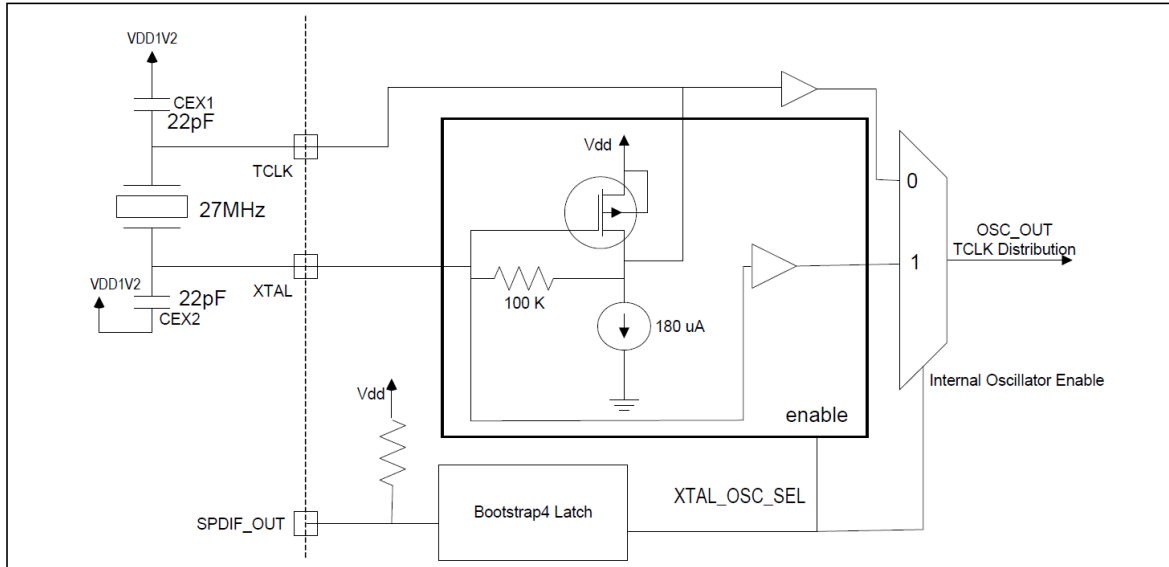 VDD1V2
CEX1
22pF
TCLK
27MHz
XTAL
VDD1V2
22pF
CEX2
Vdd
100 K
180 uA
enable
0
1
OSC_OUT
TCLK Distribution
Internal Oscillator Enable
Vdd
SPDIF_OUT
Bootstrap4 Latch
XTAL_OSC_SEL